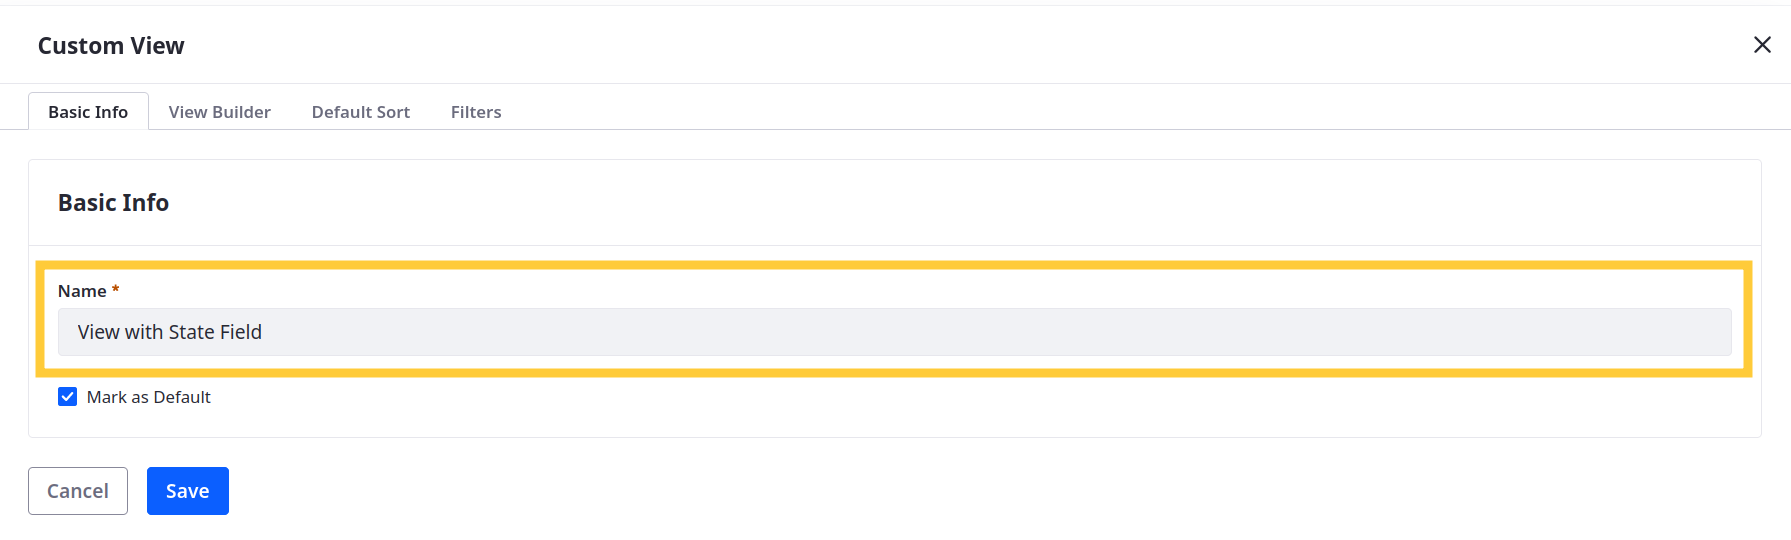 Custom View
Basic Info View Builder Default Sort Filters
Basic Info
Name *
View with State Field
Mark as Default
Cancel Save